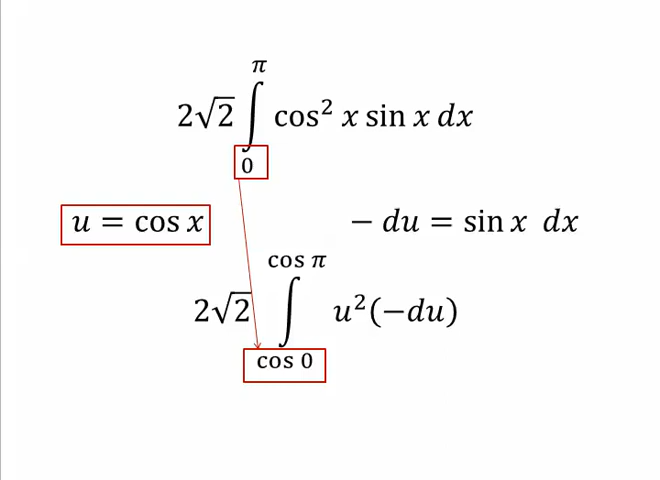 2√2 ∫₀^π cos² x sin x dx
u = cos x − du = sin x dx
2√2 ∫_{cos 0}^{cos π} u²(−du)